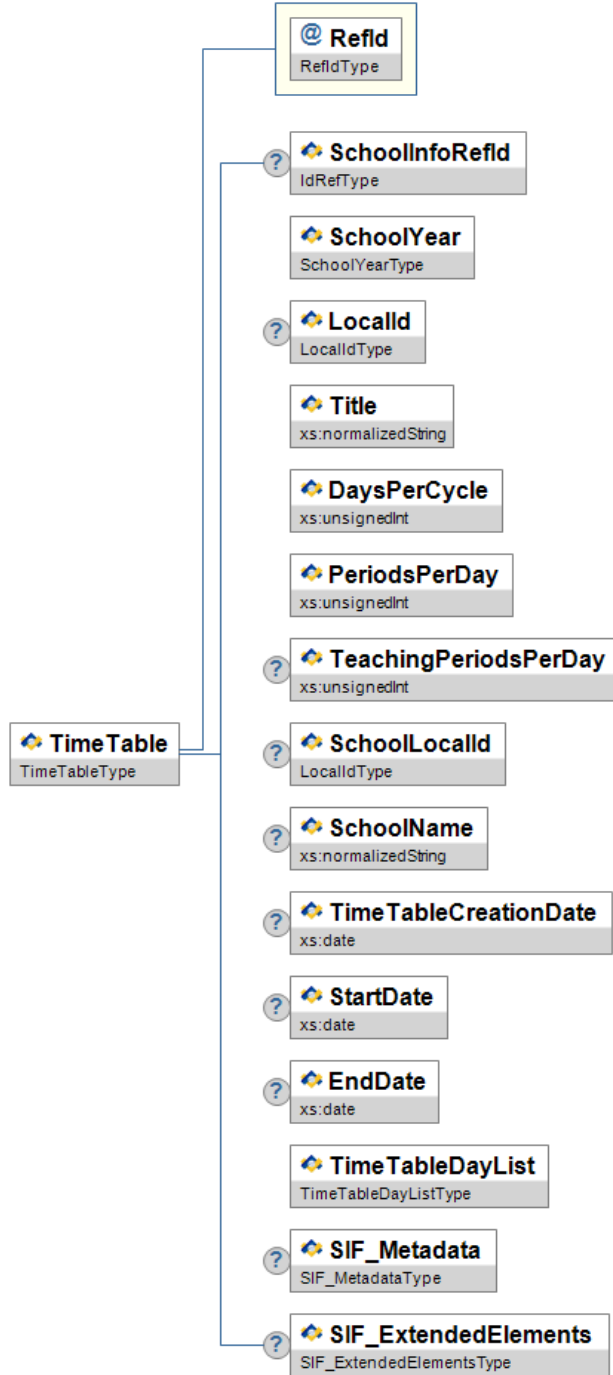 @ RefId
RefIdType
? SchoolInfoRefId
IdRefType
SchoolYear
SchoolYearType
? LocalId
LocalIdType
Title
xs:normalizedString
DaysPerCycle
xs:unsignedInt
PeriodsPerDay
xs:unsignedInt
? TeachingPeriodsPerDay
xs:unsignedInt
TimeTable
TimeTableType
? SchoolLocalId
LocalIdType
? SchoolName
xs:normalizedString
? TimeTableCreationDate
xs:date
? StartDate
xs:date
? EndDate
xs:date
TimeTableDayList
TimeTableDayListType
? SIF_Metadata
SIF_MetadataType
? SIF_ExtendedElements
SIF_ExtendedElementsType